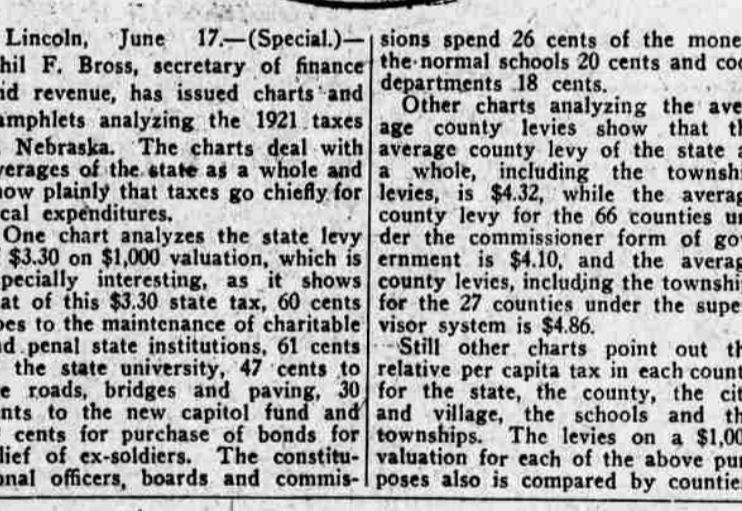 Lincoln, June 17.—(Special.)—
hil F. Bross, secretary of finance
nd revenue, has issued charts and
amphlets analyzing the 1921 taxes
Nebraska. The charts deal with
verages of the state as a whole and
how plainly that taxes go chiefly for
cal expenditures.
One chart analyzes the state levy
$3.30 on $1,000 valuation, which is
pecially interesting, as it shows
at of this $3.30 state tax, 60 cents
oes to the maintenance of charitable
nd penal state institutions, 61 cents
the state university, 47 cents to
e roads, bridges and paving, 30
nts to the new capitol fund and
cents for purchase of bonds for
lief of ex-soldiers. The constitu-
onal officers, boards and commis-
sions spend 26 cents of the mone
the normal schools 20 cents and co
departments 18 cents.
Other charts analyzing the ave
age county levies show that th
average county levy of the state a
a whole, including the townshi
levies, is $4.32, while the averag
county levy for the 66 counties un
der the commissioner form of gov
ernment is $4.10, and the averag
county levies, including the township
for the 27 counties under the supe
visor system is $4.86.
Still other charts point out th
relative per capita tax in each count
for the state, the county, the cit
and village, the schools and th
townships. The levies on a $1,00
valuation for each of the above pur
poses also is compared by counties